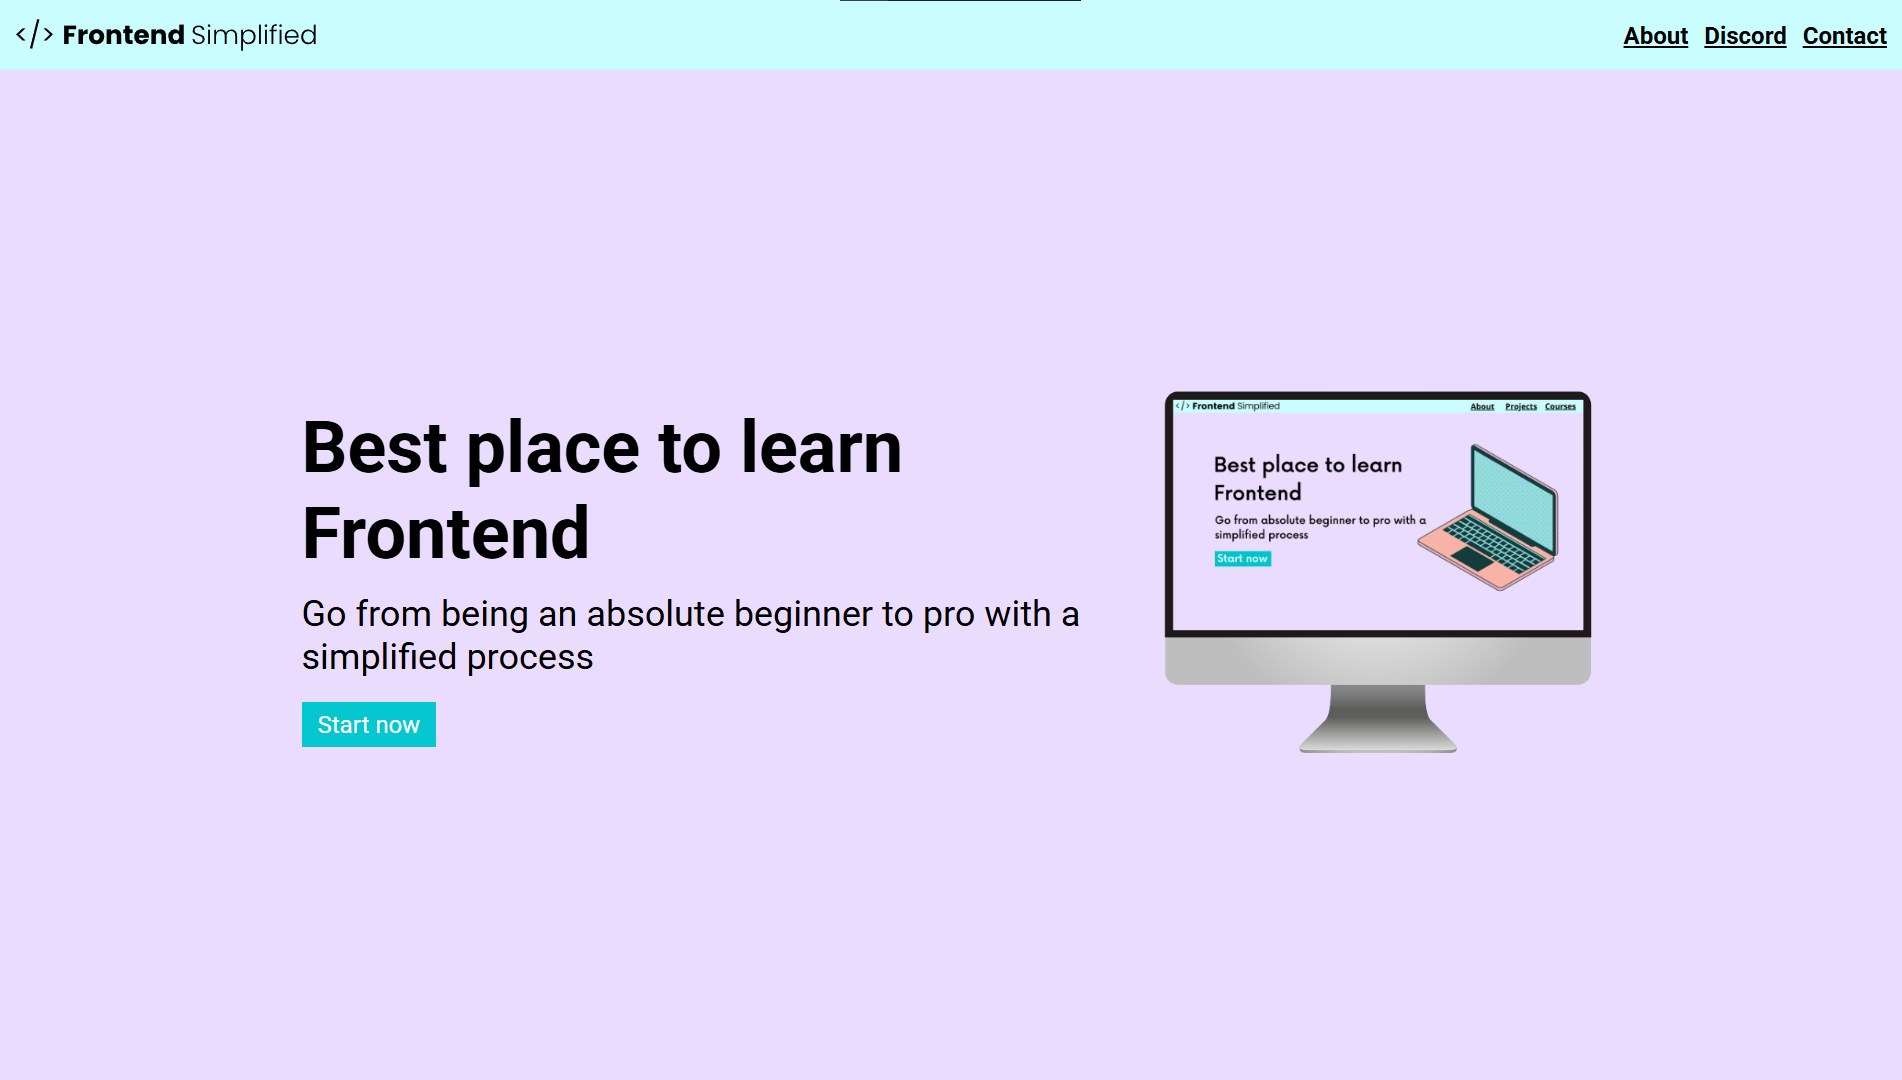 </> Frontend Simplified
About Discord Contact
Best place to learn
Frontend
Go from being an absolute beginner to pro with a
simplified process
Start now
</> Frontend Simplified
About Projects Courses
Best place to learn
Frontend
Go from absolute beginner to pro with a
simplified process
Start now